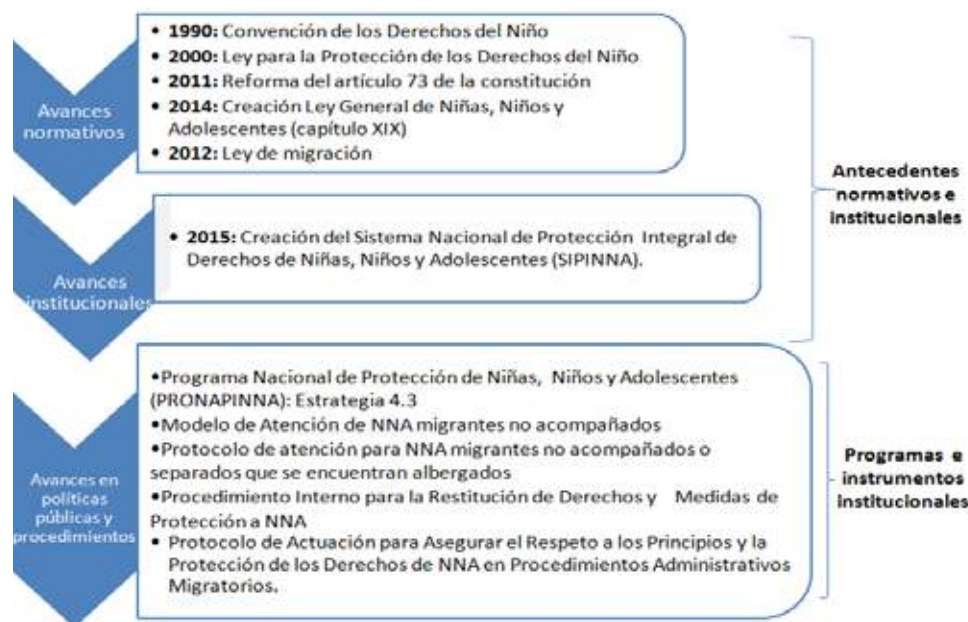 Avances
normativos
• 1990: Convención de los Derechos del Niño
• 2000: Ley para la Protección de los Derechos del Niño
• 2011: Reforma del artículo 73 de la constitución
• 2014: Creación Ley General de Niñas, Niños y
Adolescentes (capítulo XIX)
• 2012: Ley de migración
Avances
institucionales
• 2015: Creación del Sistema Nacional de Protección Integral de
Derechos de Niñas, Niños y Adolescentes (SIPINNA).
Antecedentes
normativos e
institucionales
Avances en
políticas
públicas y
procedimientos
•Programa Nacional de Protección de Niñas, Niños y Adolescentes
(PRONAPINNA): Estrategia 4.3
•Modelo de Atención de NNA migrantes no acompañados
•Protocolo de atención para NNA migrantes no acompañados o
separados que se encuentran albergados
•Procedimiento Interno para la Restitución de Derechos y Medidas de
Protección a NNA
• Protocolo de Actuación para Asegurar el Respeto a los Principios y la
Protección de los Derechos de NNA en Procedimientos Administrativos
Migratorios.
Programas e
instrumentos
institucionales